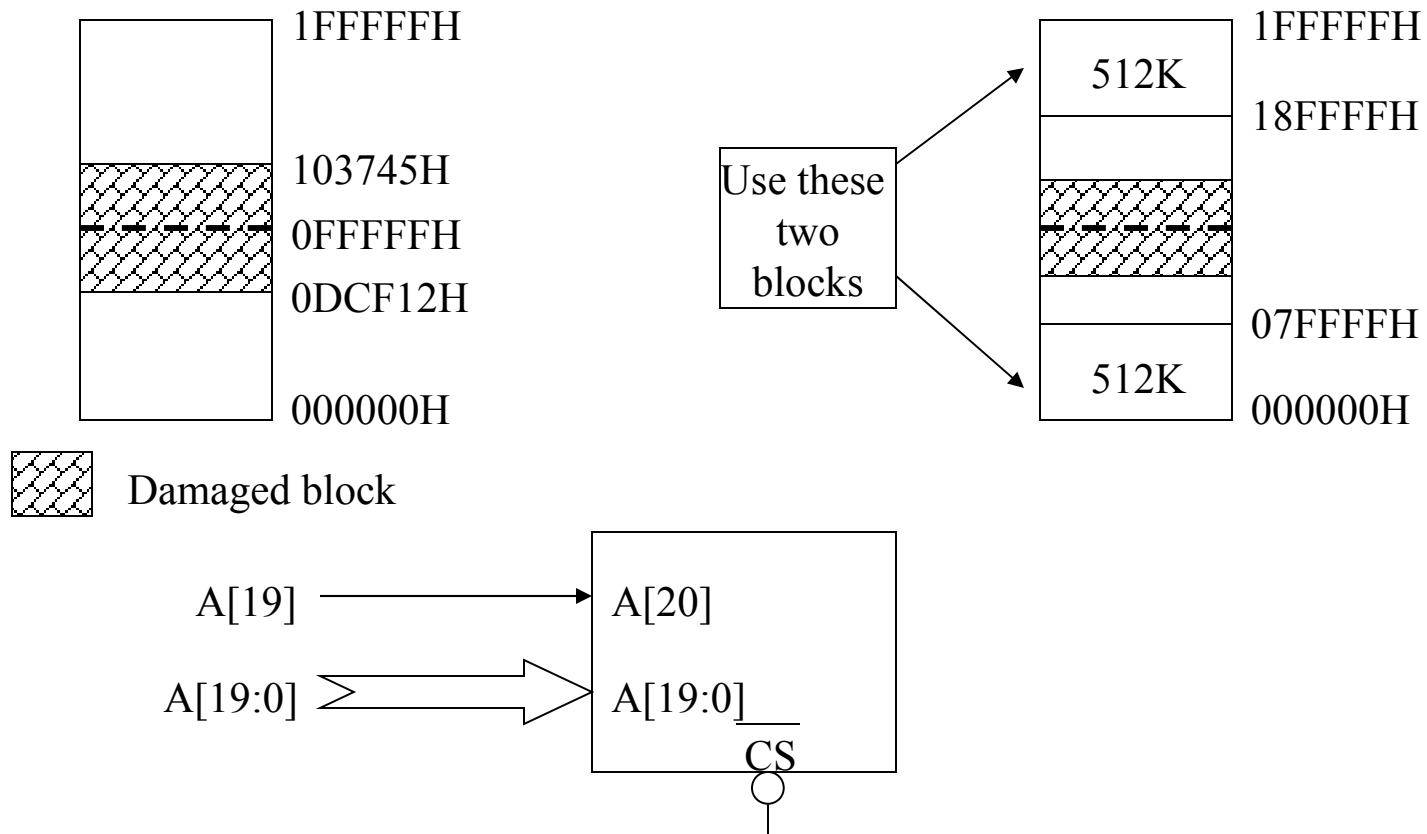 1FFFFFH
103745H
0FFFFFH
0DCF12H
000000H
Damaged block
Use these
two
blocks
1FFFFFH
512K
18FFFFH
07FFFFH
512K
000000H
A[19]
A[20]
A[19:0]
A[19:0]
CS